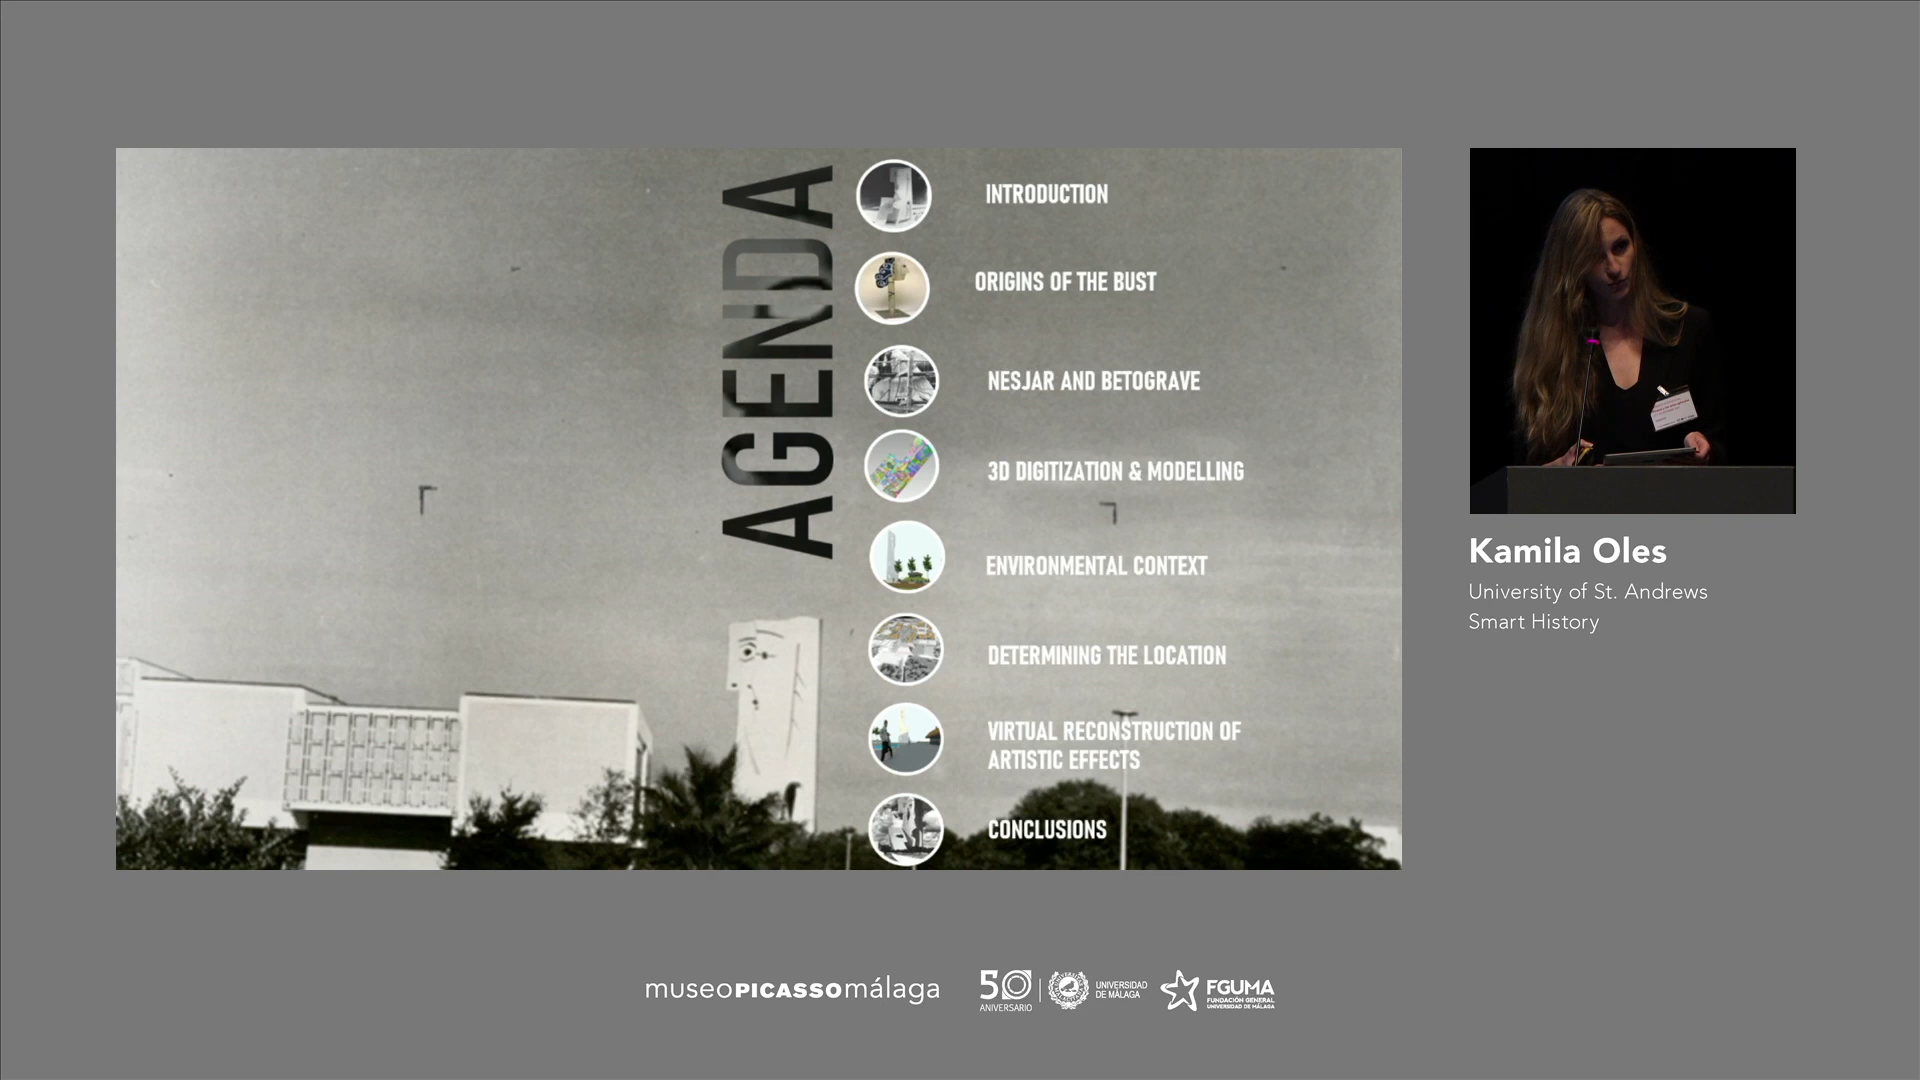 AGENDA
INTRODUCTION
ORIGINS OF THE BUST
NESJAR AND BETOGRAVE
3D DIGITIZATION & MODELLING
ENVIRONMENTAL CONTEXT
DETERMINING THE LOCATION
VIRTUAL RECONSTRUCTION OF
ARTISTIC EFFECTS
CONCLUSIONS
Kamila Oles
University of St. Andrews
Smart History
museoPICASSOmálaga
50
ANIVERSARIO
UNIVERSIDAD
DE MÁLAGA
FGUMA
FUNDACIÓN GENERAL
UNIVERSIDAD DE MÁLAGA